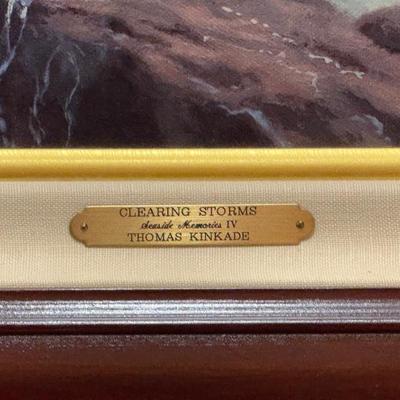 CLEARING STORMS
Seaside Memories IV
THOMAS KINKADE